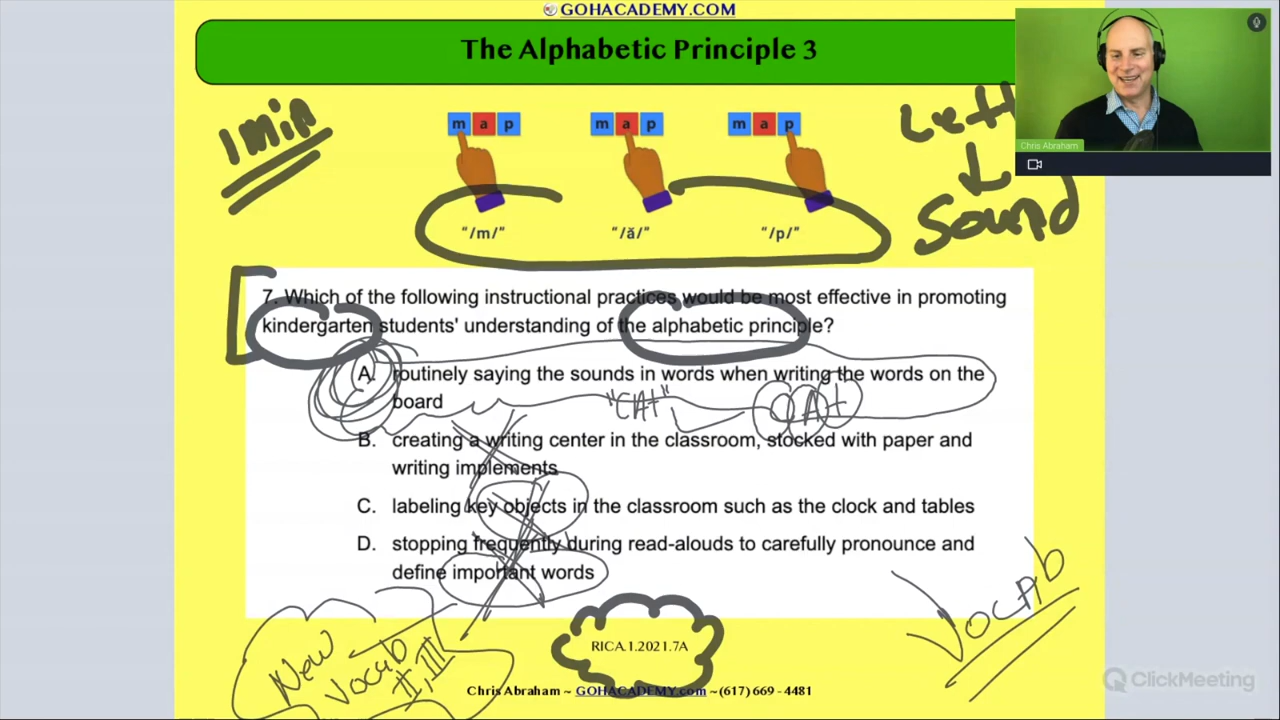 GOHACADEMY.COM
The Alphabetic Principle 3
1 min
m a p
m a p
m a p
Chris Abraham
Sound
"/m/"
"/ă/"
"/p/"
7. Which of the following instructional practices would be most effective in promoting
kindergarten students' understanding of the alphabetic principle?
A. routinely saying the sounds in words when writing the words on the
board
"CAt"
CAt
B. creating a writing center in the classroom, stocked with paper and
writing implements
C. labeling key objects in the classroom such as the clock and tables
D. stopping frequently during read-alouds to carefully pronounce and
define important words
Vocab
New
Vocab
II, III
RICA.1.2021.7A
Chris Abraham ~ GOHACADEMY.com ~(617) 669 - 4481
ClickMeeting